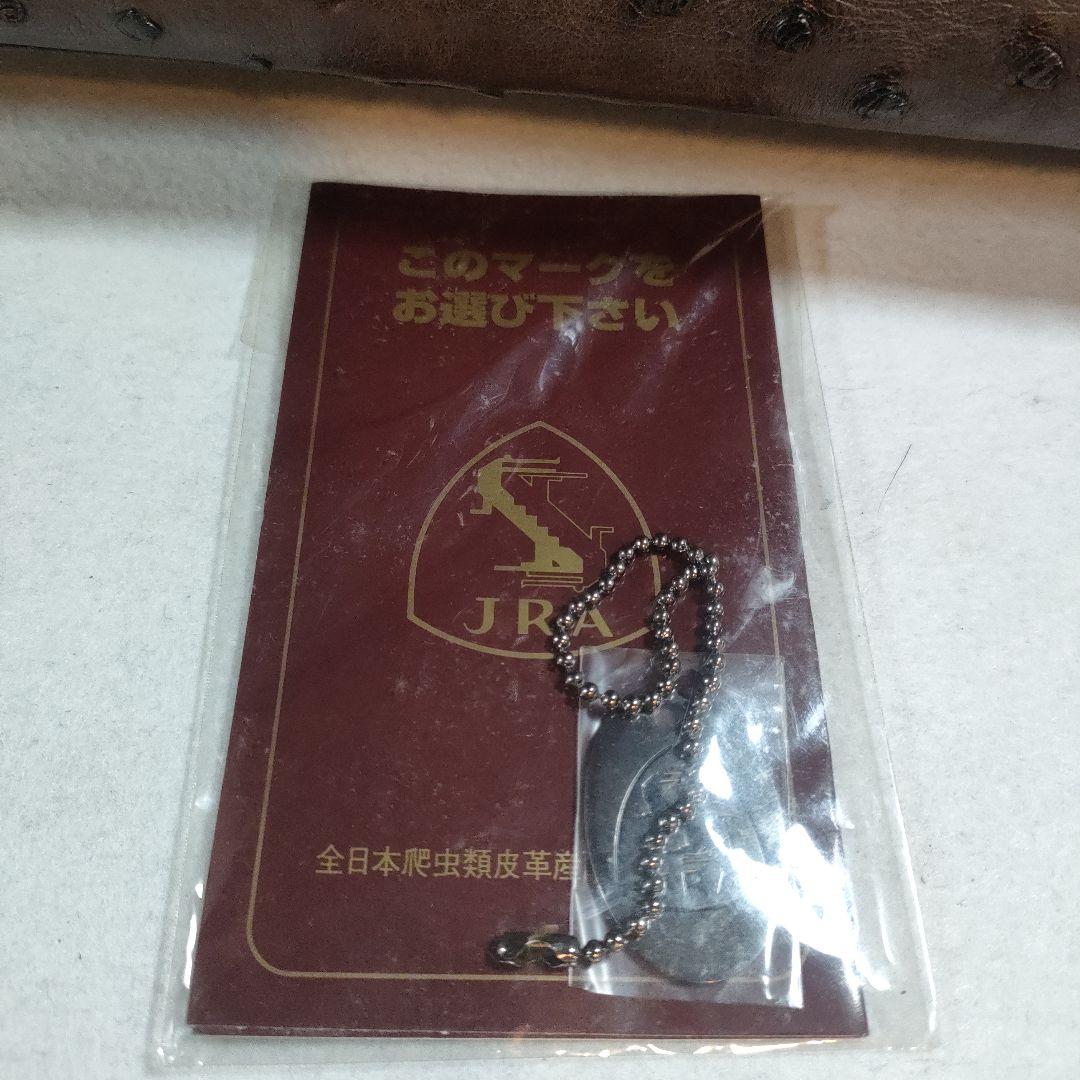 このマークを
お選び下さい
JRA
全日本爬虫類皮革産